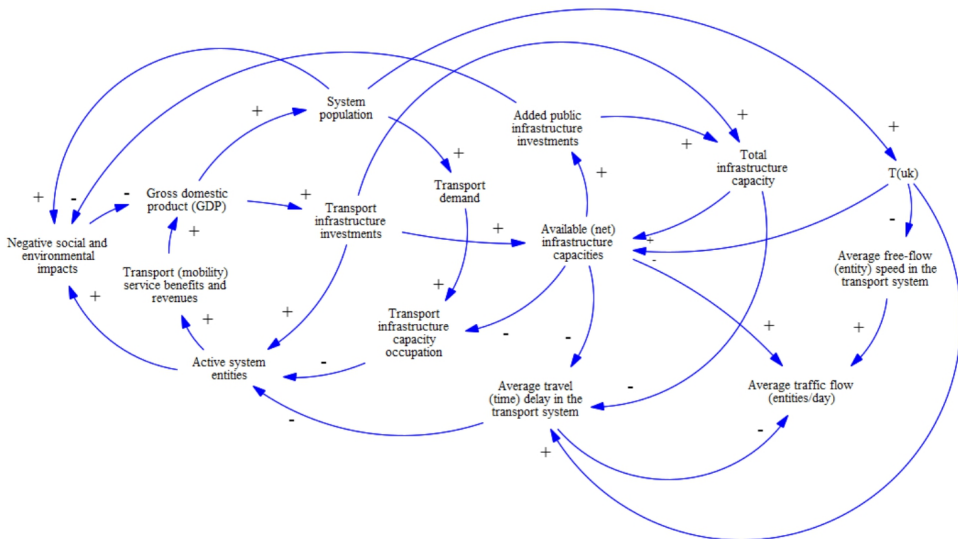 System
population
Added public
infrastructure
investments
Total
infrastructure
capacity
T(uk)
Gross domestic
product (GDP)
Transport
demand
Transport
infrastructure
investments
Available (net)
infrastructure
capacities
Negative social and
environmental
impacts
Transport (mobility)
service benefits
and revenues
Average free-flow
(entity) speed in the
transport system
Transport
infrastructure
capacity
occupation
Active system
entities
Average travel
(time) delay in the
transport system
Average traffic flow
(entities/day)
+
+
+
+
+
+
+
-
-
+
+
-
+
+
+
-
+
+
+
+
+
-
-
+
+
-
-
-
-
+